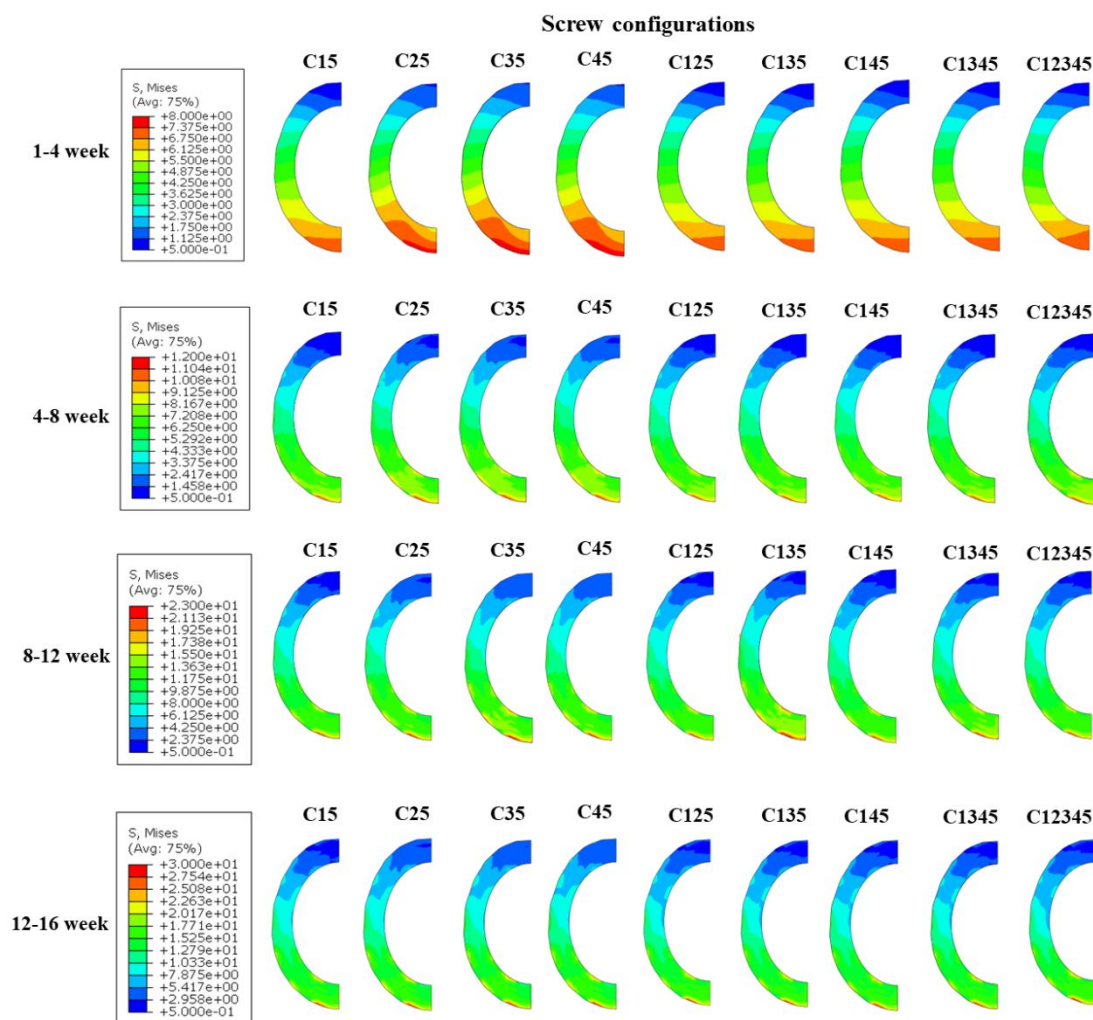 Screw configurations
C15 C25 C35 C45 C125 C135 C145 C1345 C12345
1-4 week
S, Mises
(Avg: 75%)
+8.000e+00
+7.375e+00
+6.750e+00
+6.125e+00
+5.500e+00
+4.875e+00
+4.250e+00
+3.625e+00
+3.000e+00
+2.375e+00
+1.750e+00
+1.125e+00
+5.000e-01
C15 C25 C35 C45 C125 C135 C145 C1345 C12345
4-8 week
S, Mises
(Avg: 75%)
+1.200e+01
+1.104e+01
+1.008e+01
+9.125e+00
+8.167e+00
+7.208e+00
+6.250e+00
+5.292e+00
+4.333e+00
+3.375e+00
+2.417e+00
+1.458e+00
+5.000e-01
C15 C25 C35 C45 C125 C135 C145 C1345 C12345
8-12 week
S, Mises
(Avg: 75%)
+2.300e+01
+2.113e+01
+1.925e+01
+1.738e+01
+1.550e+01
+1.363e+01
+1.175e+01
+9.875e+00
+8.000e+00
+6.125e+00
+4.250e+00
+2.375e+00
+5.000e-01
C15 C25 C35 C45 C125 C135 C145 C1345 C12345
12-16 week
S, Mises
(Avg: 75%)
+3.000e+01
+2.754e+01
+2.508e+01
+2.263e+01
+2.017e+01
+1.771e+01
+1.525e+01
+1.279e+01
+1.033e+01
+7.875e+00
+5.417e+00
+2.958e+00
+5.000e-01